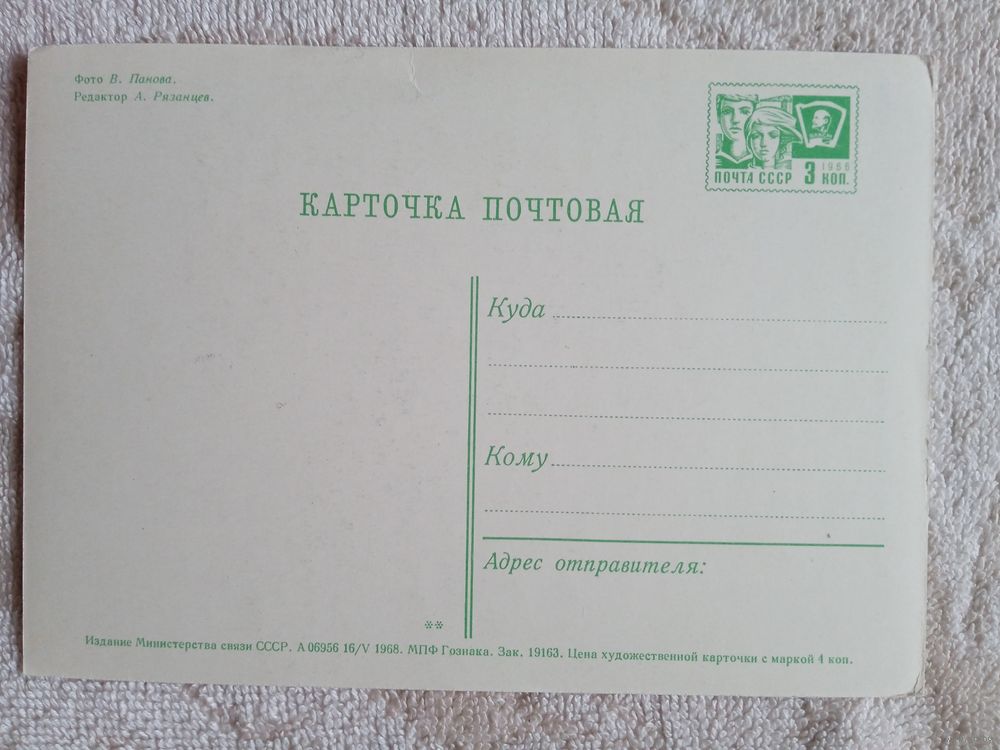 Фото В. Панова.
Редактор А. Рязанцев.
ПОЧТА СССР 3 1966 КОП.
КАРТОЧКА ПОЧТОВАЯ
Куда
Кому
Адрес отправителя:
**
Издание Министерства связи СССР. А 06956 16/V 1968. МПФ Гознака. Зак. 19163. Цена художественной карточки с маркой 4 коп.